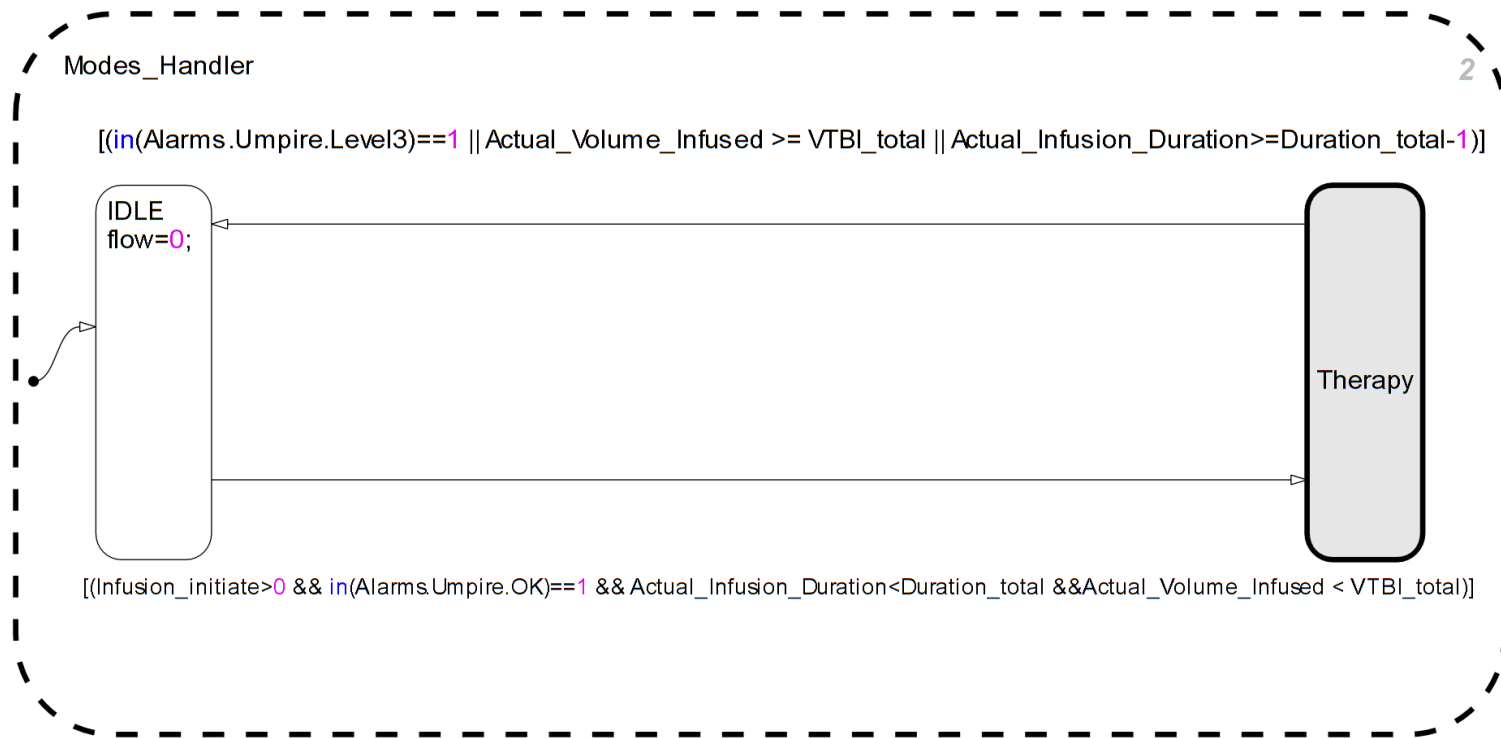 Modes_Handler
2
[(in(Alarms.Umpire.Level3)==1 || Actual_Volume_Infused >= VTBI_total || Actual_Infusion_Duration>=Duration_total-1)]
IDLE
flow=0;
Therapy
[(Infusion_initiate>0 && in(Alarms.Umpire.OK)==1 && Actual_Infusion_Duration<Duration_total &&Actual_Volume_Infused < VTBI_total)]